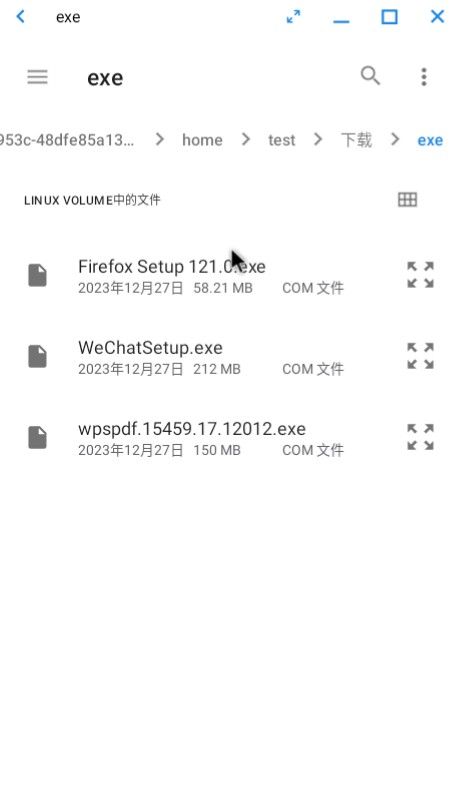 exe
exe
953c-48dfe85a13... home test 下载 exe
LINUX VOLUME中的文件
Firefox Setup 121.0.exe
2023年12月27日 58.21 MB COM 文件
WeChatSetup.exe
2023年12月27日 212 MB COM 文件
wpspdf.15459.17.12012.exe
2023年12月27日 150 MB COM 文件